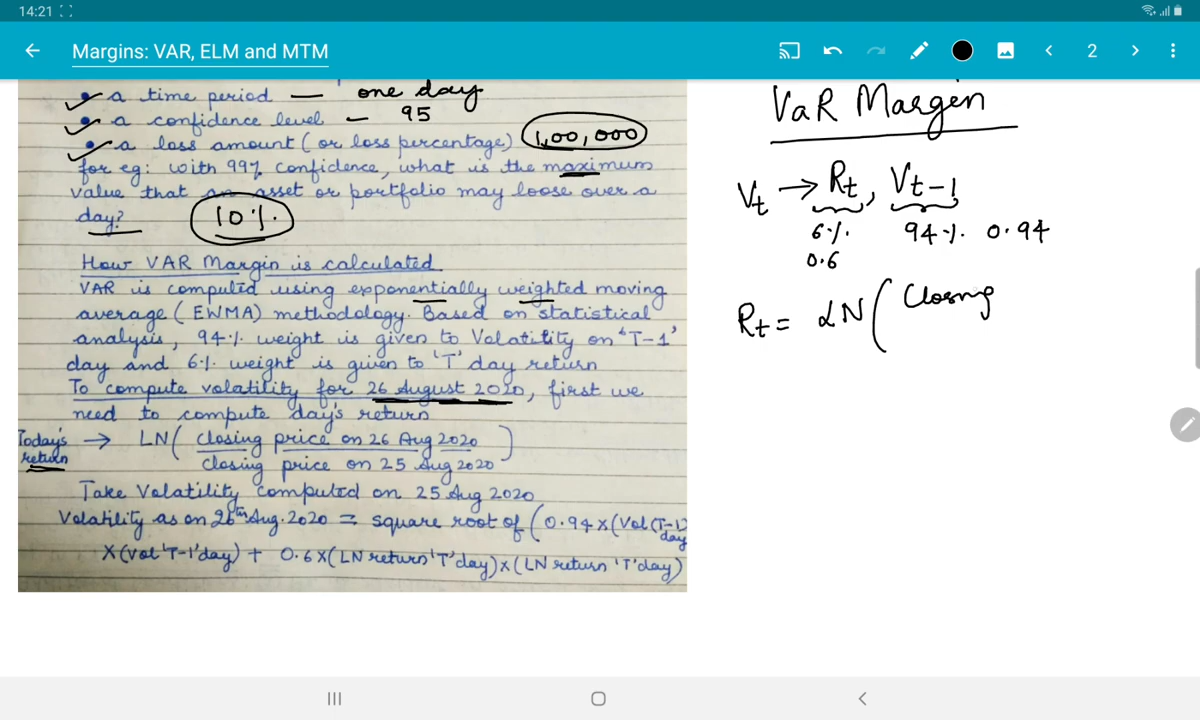 14:21
Margins: VAR, ELM and MTM
2
a time period — one day
a confidence level – 95
a loss amount (or loss percentage) 1,00,000
for eg: with 99% confidence, what is the maximum
value that an asset or portfolio may loose over a
day? 10%
How VAR Margin is calculated
VAR is computed using exponentially weighted moving
average (EWMA) methodology. Based on statistical
analysis, 94% weight is given to Volatility on 'T-1'
day and 6% weight is given to 'T' day return
To compute volatility for 26 August 2020, first we
need to compute day's return
Today's return → LN( closing price on 26 Aug 2020
closing price on 25 Aug 2020 )
Take Volatility computed on 25 Aug 2020
Volatility as on 26th Aug. 2020 = square root of (0.94×(Vol(T-1)
day
×(Vol 'T-1' day) + 0.6×(LN return 'T' day)×(LN return 'T' day)
VaR Margin
Vt → Rt, Vt-1
6% 94% 0.94
0.6
Rt = LN( Closing